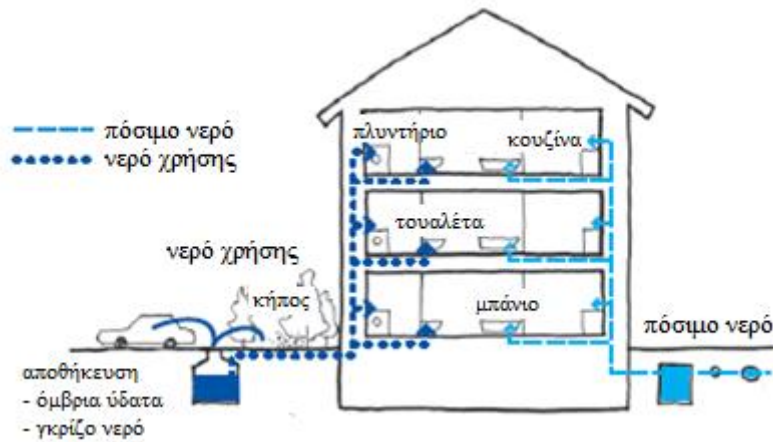 πλυντήριο
κουζίνα
πόσιμο νερό
νερό χρήσης
τουαλέτα
νερό χρήσης
κήπος
μπάνιο
πόσιμο νερό
αποθήκευση
- όμβρια ύδατα
- γκρίζο νερό